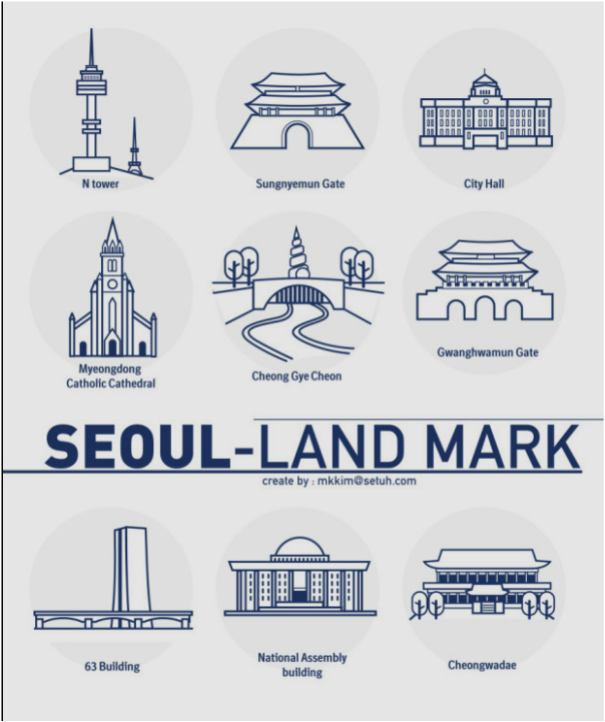 N tower
Sungnyemun Gate
City Hall
Myeongdong
Catholic Cathedral
Cheong Gye Cheon
Gwanghwamun Gate
SEOUL-LAND MARK
create by : mkkim@setuh.com
63 Building
National Assembly
building
Cheongwadae